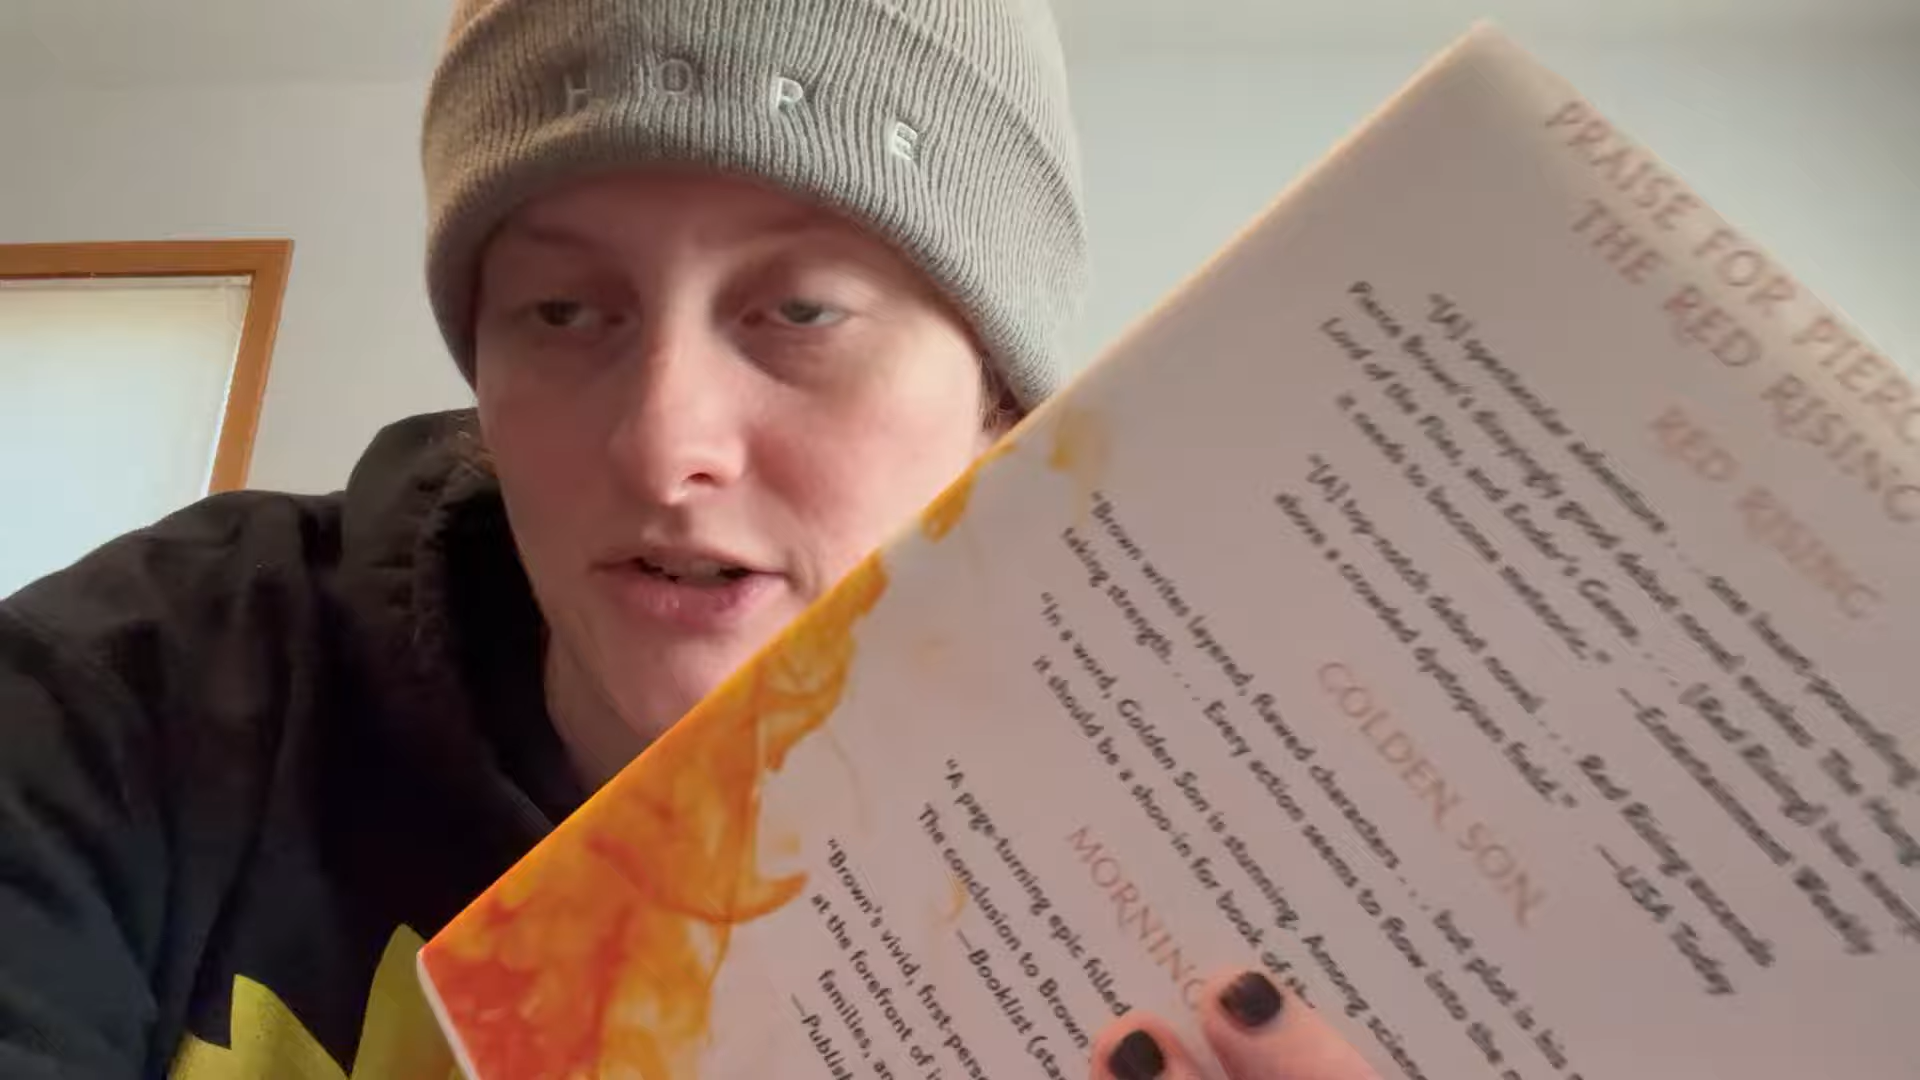 H O P E
PRAISE FOR PIERC
THE RED RISING
RED RISING
"[A] spectacular adventure . . . one heart-pounding
Pierce Brown's dizzyingly good debut novel evokes The Hung
Lord of the Flies, and Ender's Game. . . . [Red Rising] has everyt
it needs to become meteoric." —Entertainment Weekly
"[A] top-notch debut novel . . . Red Rising ascends
above a crowded dystopian field." —USA Today
GOLDEN SON
"Brown writes layered, flawed characters . . . but plot is his
taking strength. . . . Every action seems to flow into the
"In a word, Golden Son is stunning. Among science
it should be a shoo-in for book of th
MORNING
"A page-turning epic filled
The conclusion to Brown
—Booklist (sta
"Brown's vivid, first-pers
at the forefront of i
families, an
—Publis